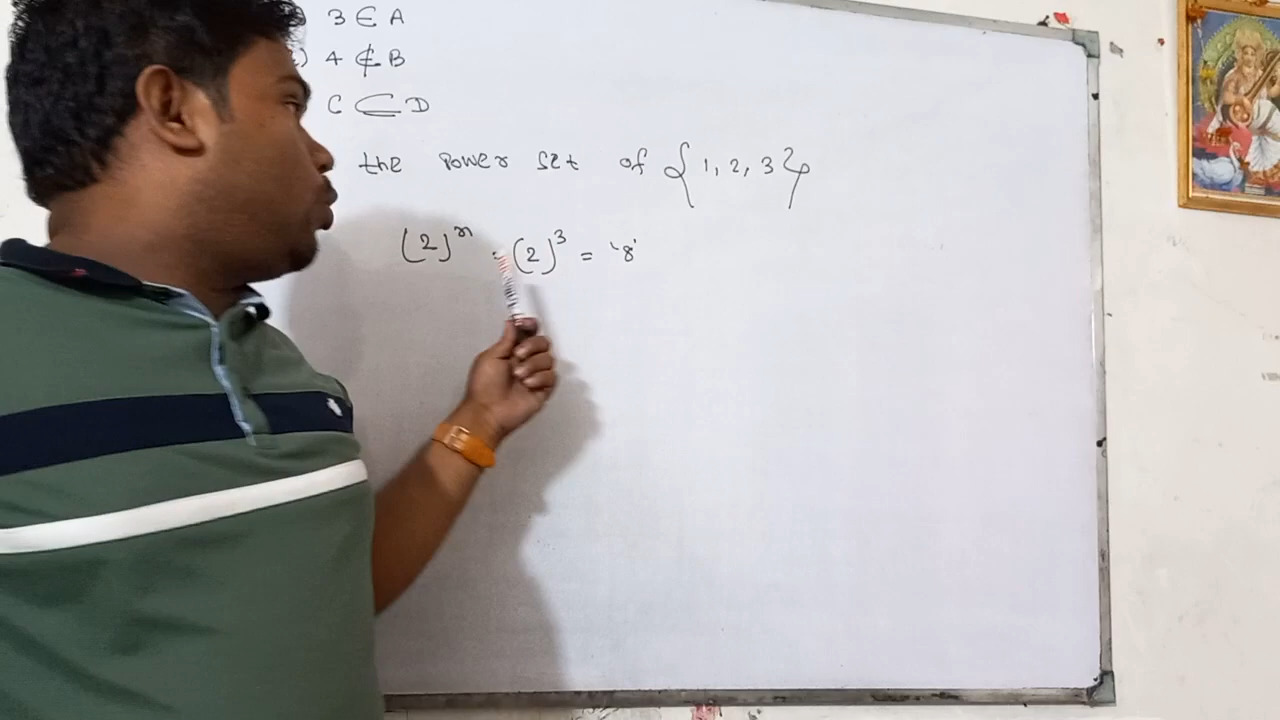 3 ∈ A
) 4 ∉ B
C ⊂ D
the power set of {1, 2, 3}
(2)ⁿ = (2)³ = '8'